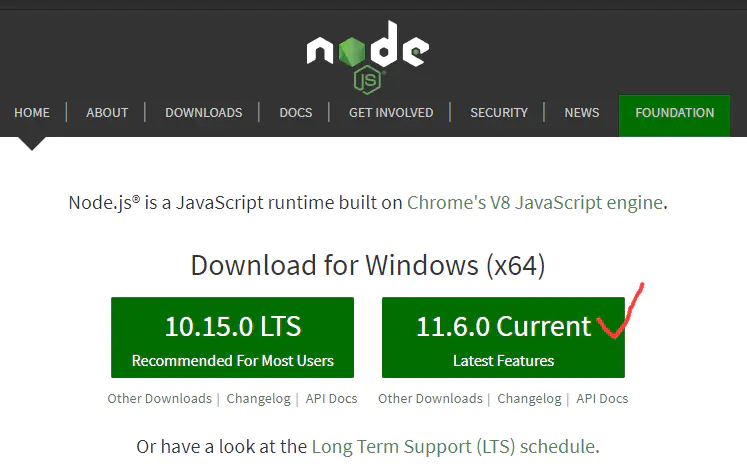 node
JS
HOME | ABOUT | DOWNLOADS | DOCS | GET INVOLVED | SECURITY | NEWS | FOUNDATION
Node.js® is a JavaScript runtime built on Chrome's V8 JavaScript engine.
Download for Windows (x64)
10.15.0 LTS
Recommended For Most Users
11.6.0 Current
Latest Features
Other Downloads | Changelog | API Docs
Other Downloads | Changelog | API Docs
Or have a look at the Long Term Support (LTS) schedule.